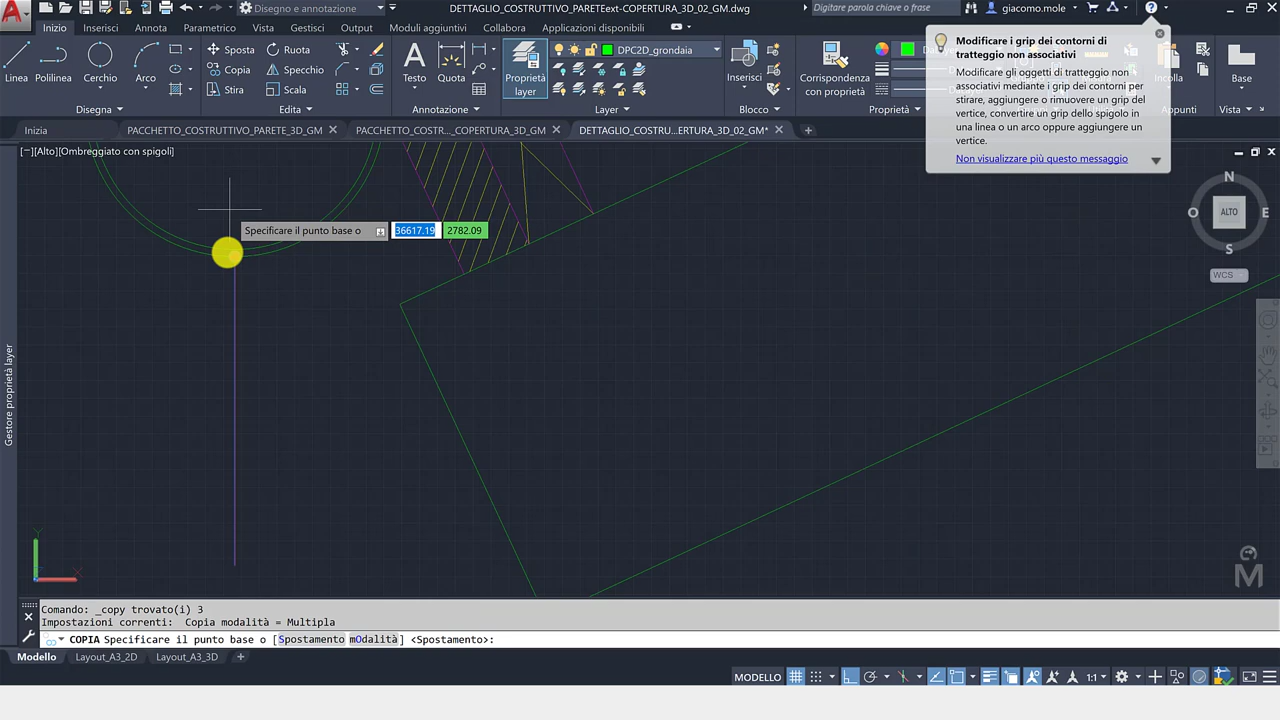 Disegno e annotazione
DETTAGLIO_COSTRUTTIVO_PARETEext-COPERTURA_3D_02_GM.dwg
Digitare parola chiave o frase
giacomo.mole
Inizio
Inserisci
Annota
Parametrico
Vista
Gestione
Output
Moduli aggiuntivi
Collabora
Express Tools
Applicazioni in primo piano
Linea
Polilinea
Cerchio
Arco
Sposta
Ruota
Copia
Specchio
Stira
Scala
Testo
Quota
Proprietà
layer
DPC2D_grondaia
Inserisci
Corrispondenza
con proprietà
Incolla
Base
Disegna
Edita
Annotazione
Layer
Blocco
Proprietà
Appunti
Vista
Modificare i grip dei contorni di
tratteggio non associativi
Modificare gli oggetti di tratteggio non
associativi mediante i grip dei contorni per
stirare, aggiungere o rimuovere un grip del
vertice, convertire un grip dello spigolo in
una linea o un arco oppure aggiungere un
vertice.
Non visualizzare più questo messaggio
Inizia
PACCHETTO_COSTRUTTIVO_PARETE_3D_GM
PACCHETTO_COSTR..._COPERTURA_3D_GM
DETTAGLIO_COSTRU...ERTURA_3D_02_GM*
[−][Alto][Ombreggiato con spigoli]
N
O
ALTO
E
S
WCS
Specificare il punto base o
36617.19
2782.09
Gestore proprietà layer
Y
X
M
Comando: _copy trovato(i) 3
Impostazioni correnti:  Copia modalità = Multipla
COPIA Specificare il punto base o [Spostamento mOdalità] <Spostamento>:
Modello
Layout_A3_2D
Layout_A3_3D
MODELLO
1:1